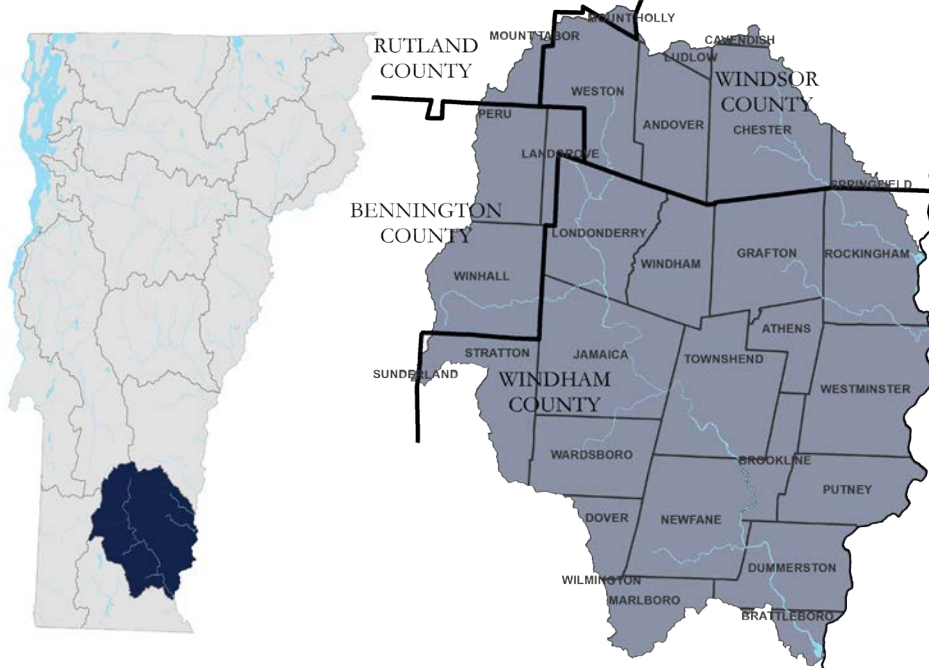 MOUNT HOLLY
MOUNT TABOR
CAVENDISH
RUTLAND
COUNTY
LUDLOW
WINDSOR
COUNTY
WESTON
PERU
ANDOVER
CHESTER
LANDGROVE
SPRINGFIELD
BENNINGTON
COUNTY
LONDONDERRY
GRAFTON
ROCKINGHAM
WINDHAM
WINHALL
ATHENS
STRATTON
JAMAICA
TOWNSHEND
SUNDERLAND
WINDHAM
COUNTY
WESTMINSTER
WARDSBORO
BROOKLINE
PUTNEY
DOVER
NEWFANE
DUMMERSTON
WILMINGTON
MARLBORO
BRATTLEBORO